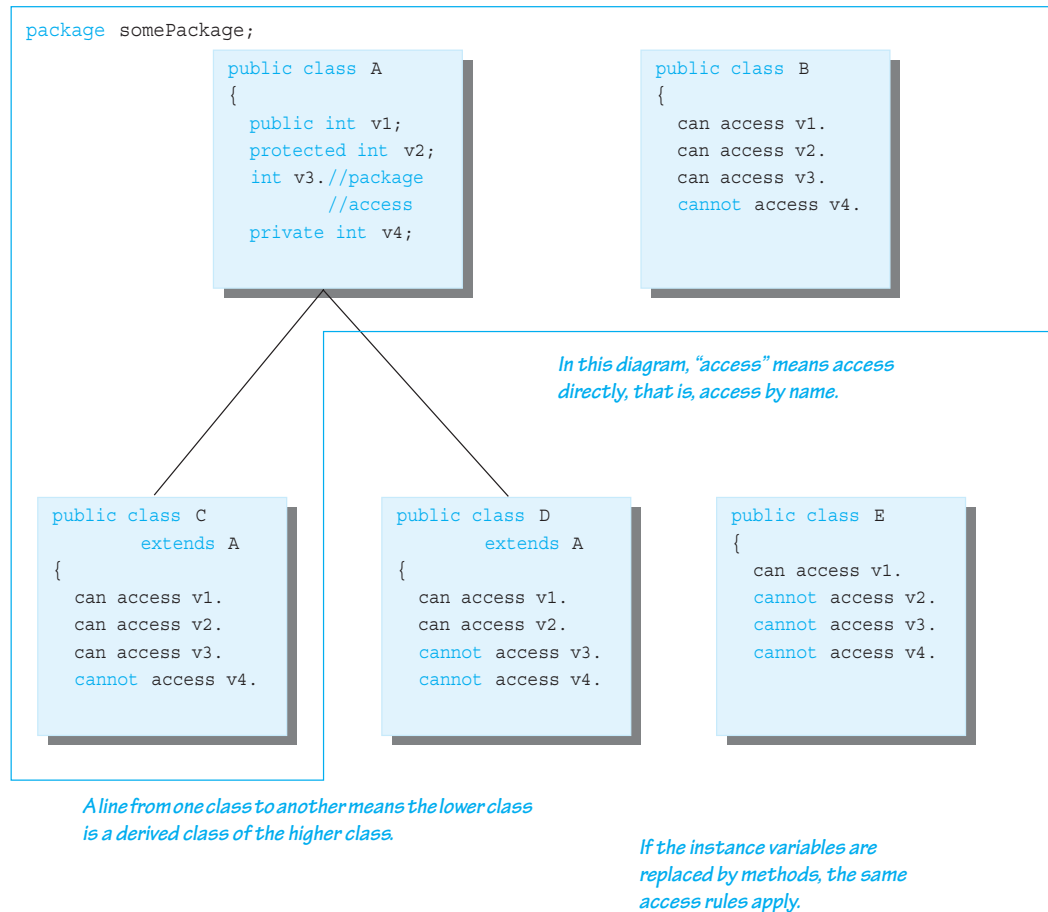 package somePackage;
public class A
{
public int v1;
protected int v2;
int v3.//package
//access
private int v4;
public class B
{
can access v1.
can access v2.
can access v3.
cannot access v4.
In this diagram, “access” means access
directly, that is, access by name.
public class C
extends A
{
can access v1.
can access v2.
can access v3.
cannot access v4.
public class D
extends A
{
can access v1.
can access v2.
cannot access v3.
cannot access v4.
public class E
{
can access v1.
cannot access v2.
cannot access v3.
cannot access v4.
A line from one class to another means the lower class
is a derived class of the higher class.
If the instance variables are
replaced by methods, the same
access rules apply.